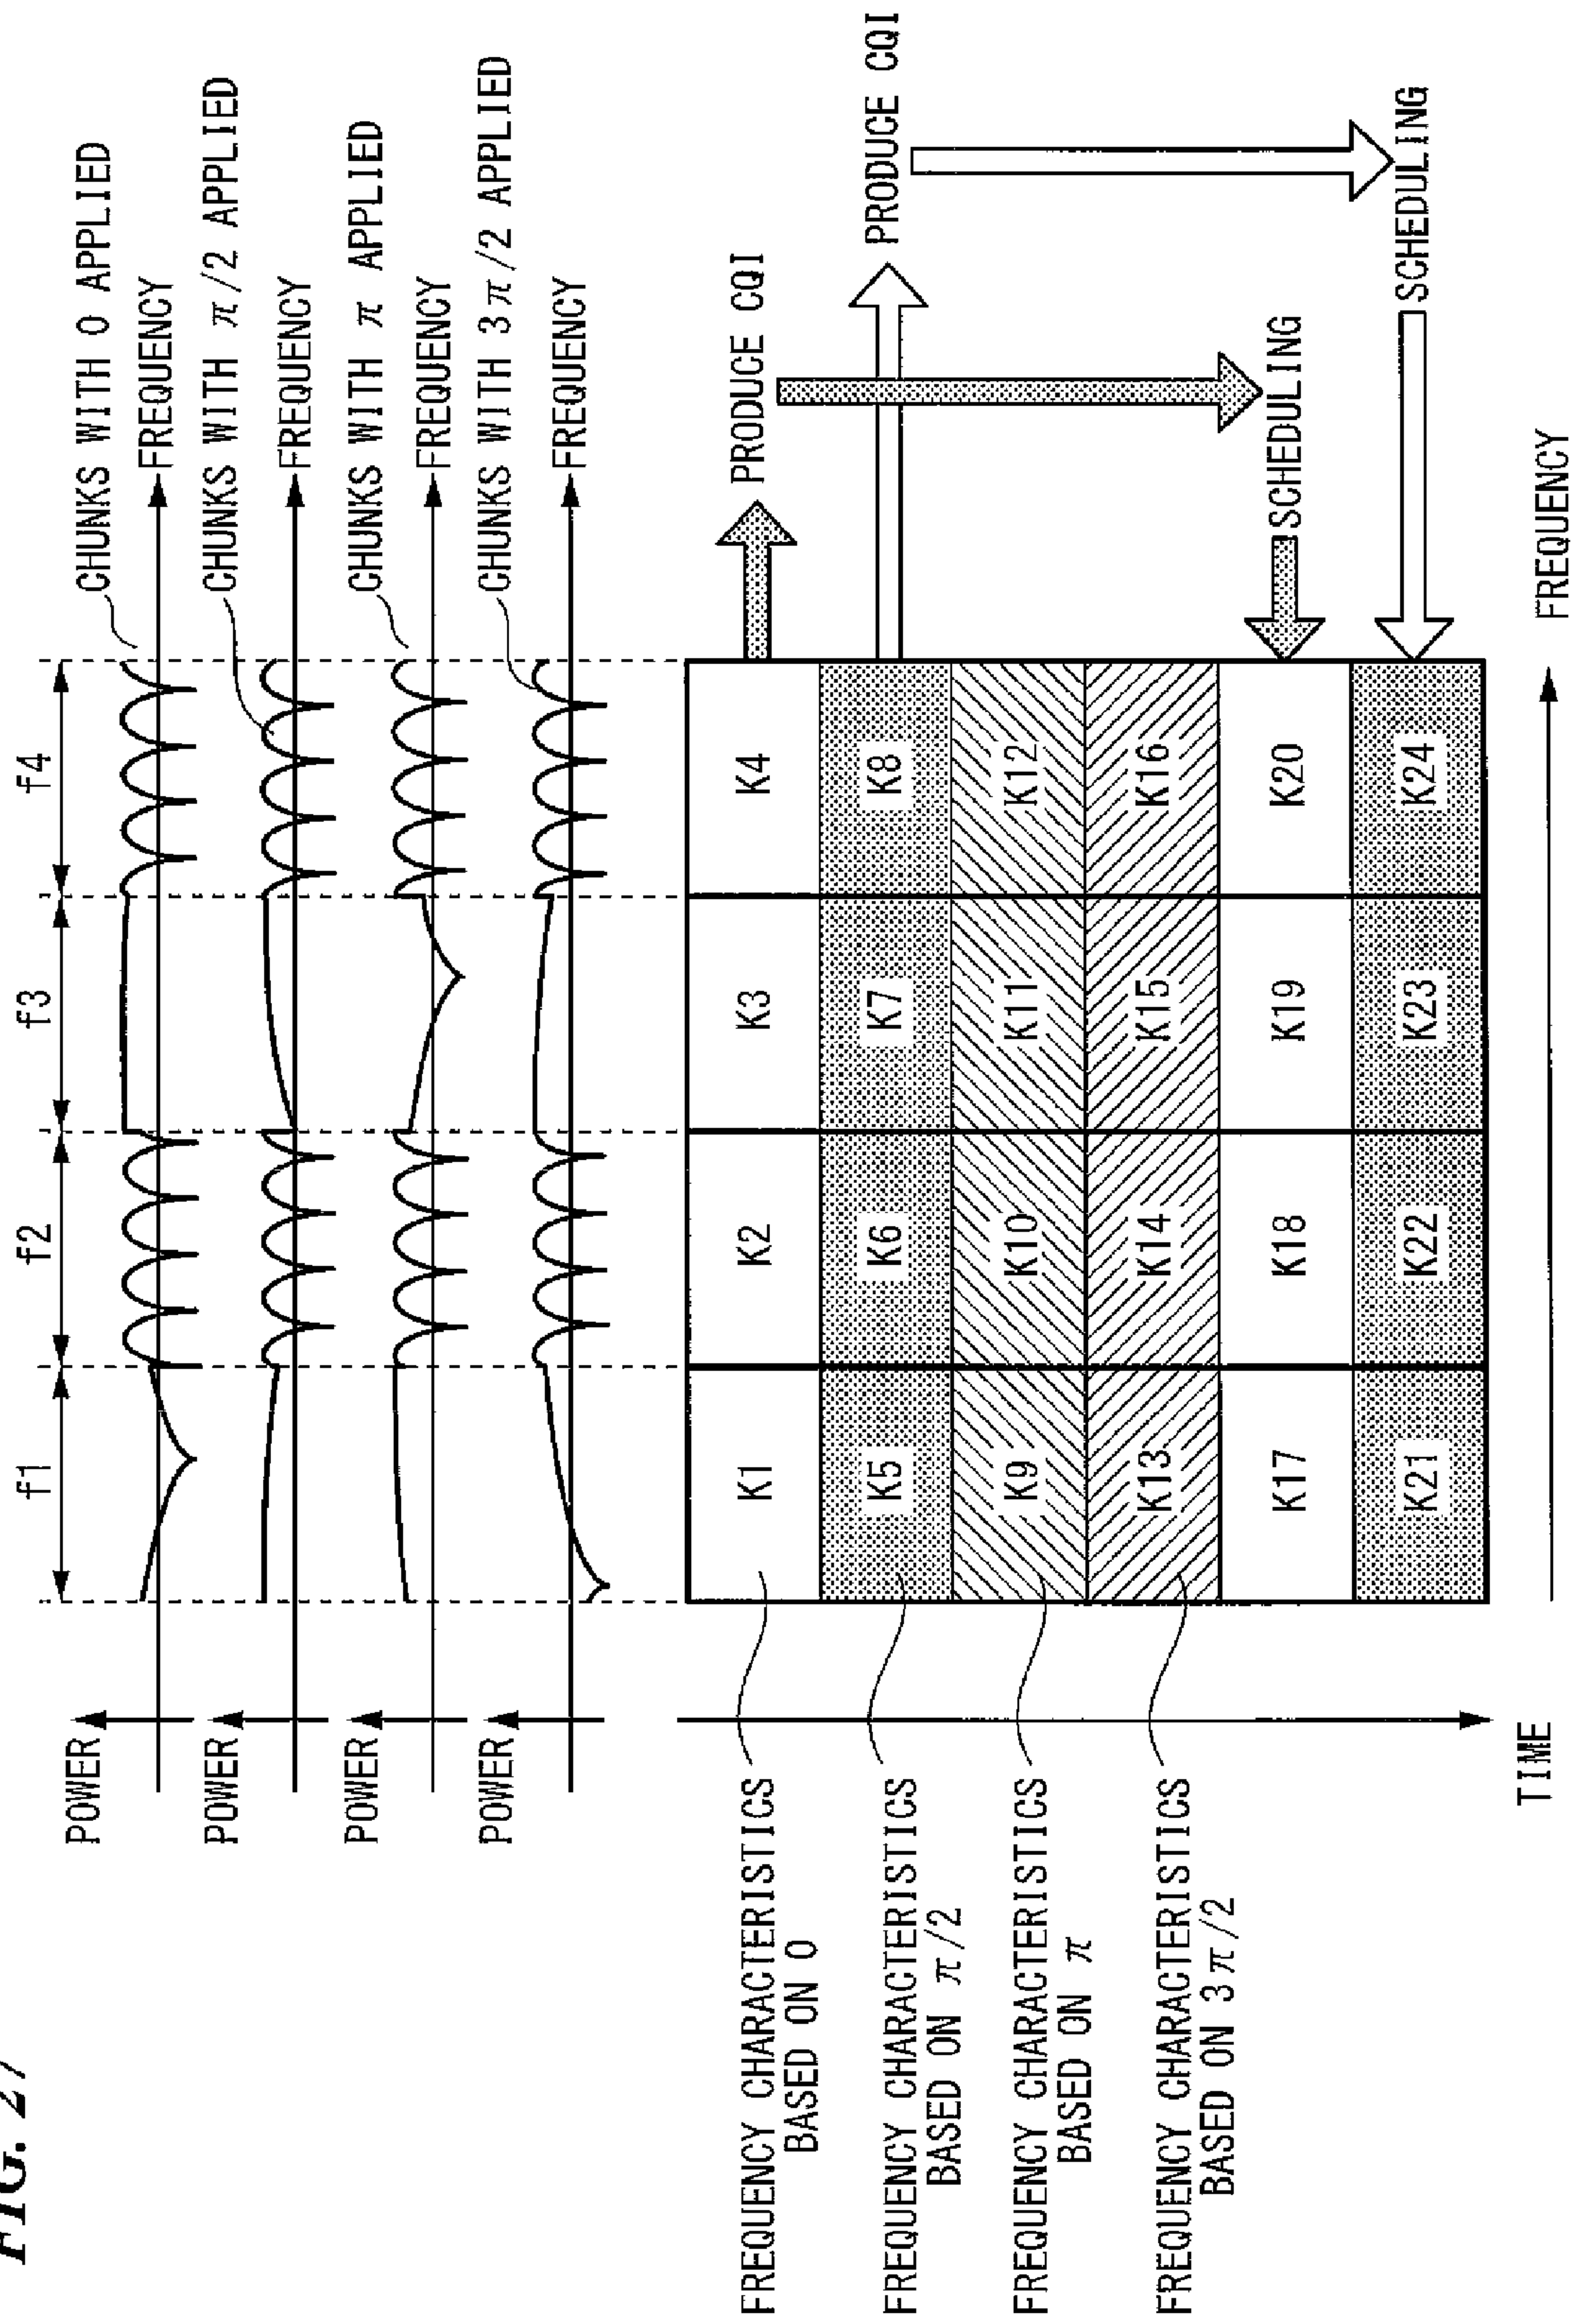 FIG. 27
f1
f2
f3
f4
POWER
CHUNKS WITH 0 APPLIED
FREQUENCY
POWER
CHUNKS WITH π/2 APPLIED
FREQUENCY
POWER
CHUNKS WITH π APPLIED
FREQUENCY
POWER
CHUNKS WITH 3π/2 APPLIED
FREQUENCY
FREQUENCY CHARACTERISTICS
BASED ON 0
K1
K2
K3
K4
PRODUCE CQI
FREQUENCY CHARACTERISTICS
BASED ON π/2
K5
K6
K7
K8
PRODUCE CQI
FREQUENCY CHARACTERISTICS
BASED ON π
K9
K10
K11
K12
FREQUENCY CHARACTERISTICS
BASED ON 3π/2
K13
K14
K15
K16
K17
K18
K19
K20
SCHEDULING
K21
K22
K23
K24
SCHEDULING
TIME
FREQUENCY